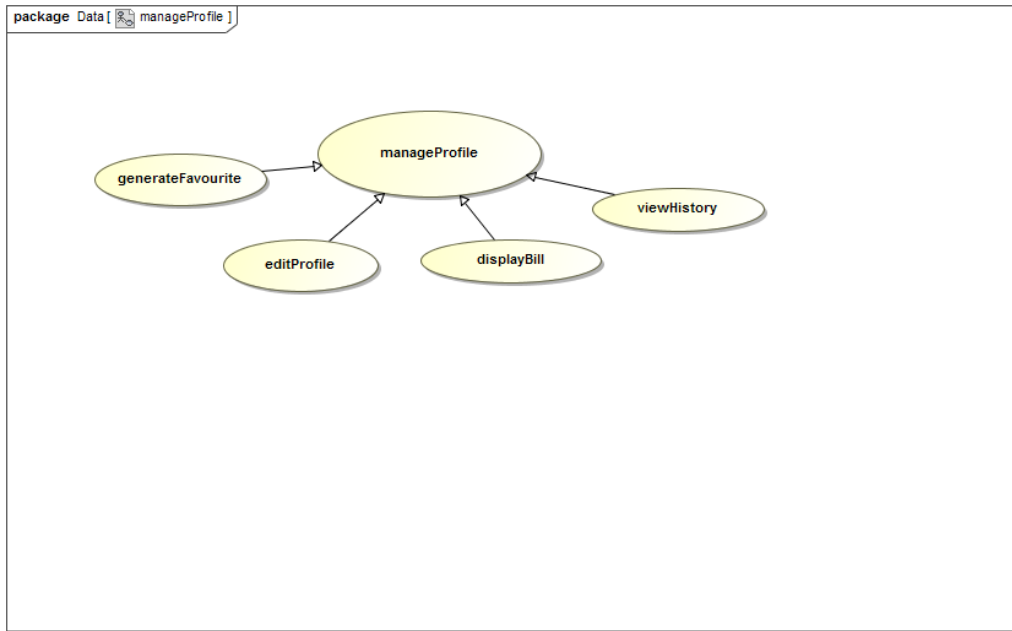 package Data [ manageProfile ]
manageProfile
generateFavourite
viewHistory
editProfile
displayBill